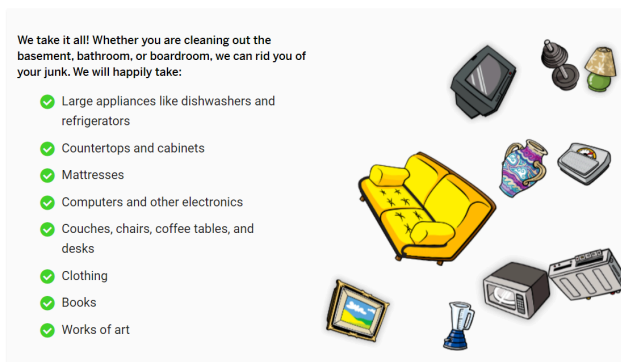 We take it all! Whether you are cleaning out the
basement, bathroom, or boardroom, we can rid you of
your junk. We will happily take:
Large appliances like dishwashers and
refrigerators
Countertops and cabinets
Mattresses
Computers and other electronics
Couches, chairs, coffee tables, and
desks
Clothing
Books
Works of art